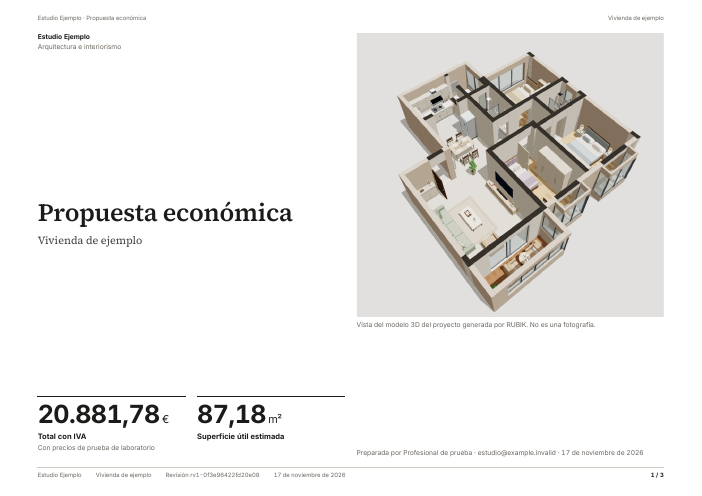 Estudio Ejemplo · Propuesta económica
Vivienda de ejemplo
Estudio Ejemplo
Arquitectura e interiorismo
Propuesta económica
Vivienda de ejemplo
Vista del modelo 3D del proyecto generada por RUBIK. No es una fotografía.
20.881,78 €
Total con IVA
Con precios de prueba de laboratorio
87,18 m²
Superficie útil estimada
Preparada por Profesional de prueba · estudio@example.invalid · 17 de noviembre de 2026
Estudio Ejemplo Vivienda de ejemplo Revisión rv1-0f3e96422fd20e08 17 de noviembre de 2026 1 / 3